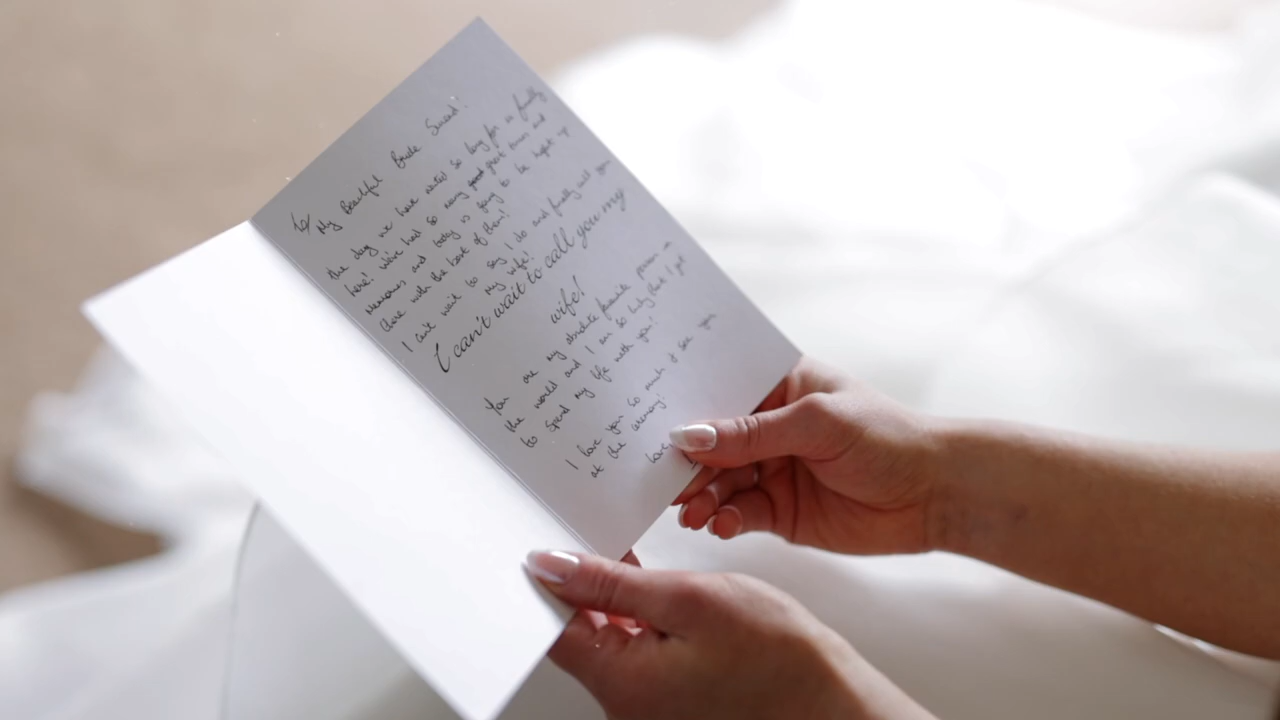 To/ My Beautiful Bride Sinead!
the day we have waited so long for is finally
here! We've had so many great times and
memories and today is going to be right up
there with the best of them!
I can't wait to say I do and finally call you
my wife!
I can't wait to call you my
wife!
You are my absolute favourite person in
the world and I am so lucky that I get
to spend my life with you!
I love you so much & see you
at the ceremony!
Love,